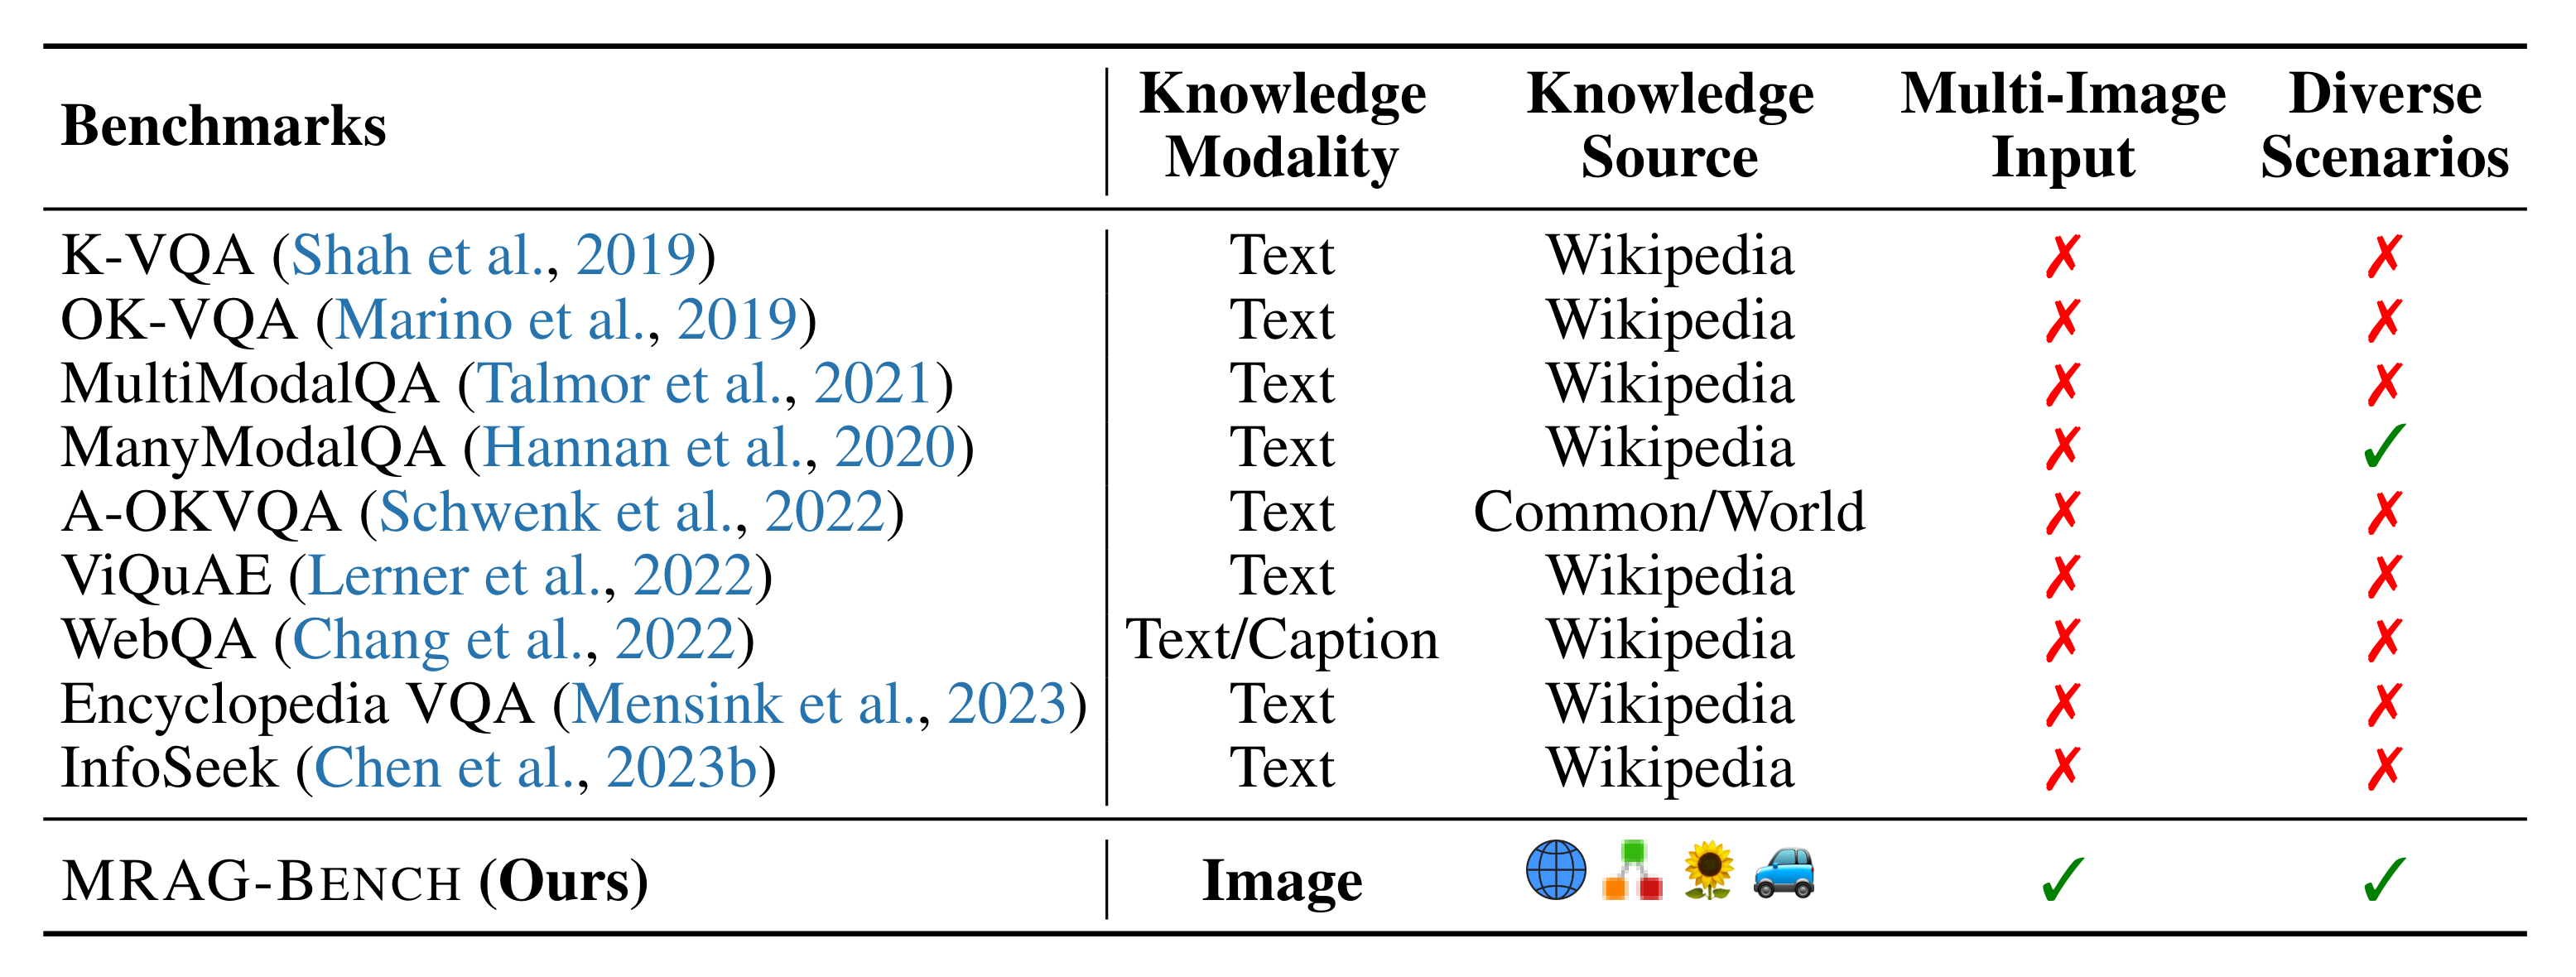 Benchmarks Knowledge Modality Knowledge Source Multi-Image Input Diverse Scenarios
K-VQA (Shah et al., 2019) Text Wikipedia ✗ ✗
OK-VQA (Marino et al., 2019) Text Wikipedia ✗ ✗
MultiModalQA (Talmor et al., 2021) Text Wikipedia ✗ ✗
ManyModalQA (Hannan et al., 2020) Text Wikipedia ✗ ✓
A-OKVQA (Schwenk et al., 2022) Text Common/World ✗ ✗
ViQuAE (Lerner et al., 2022) Text Wikipedia ✗ ✗
WebQA (Chang et al., 2022) Text/Caption Wikipedia ✗ ✗
Encyclopedia VQA (Mensink et al., 2023) Text Wikipedia ✗ ✗
InfoSeek (Chen et al., 2023b) Text Wikipedia ✗ ✗
MRAG-BENCH (Ours) Image ✓ ✓